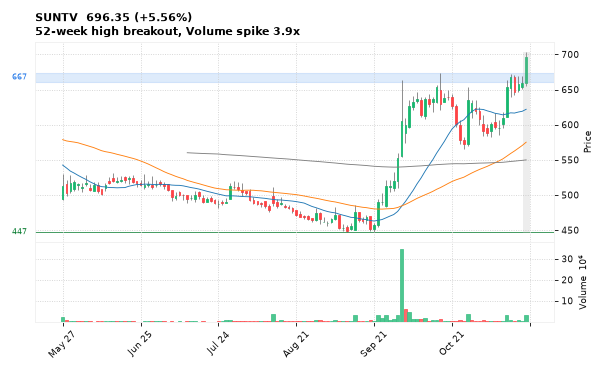 SUNTV 696.35 (+5.56%)
52-week high breakout, Volume spike 3.9x
700
667
650
600
Price
550
500
450
447
30
Volume 10⁴
20
10
May 27
Jun 25
Jul 24
Aug 21
Sep 21
Oct 21